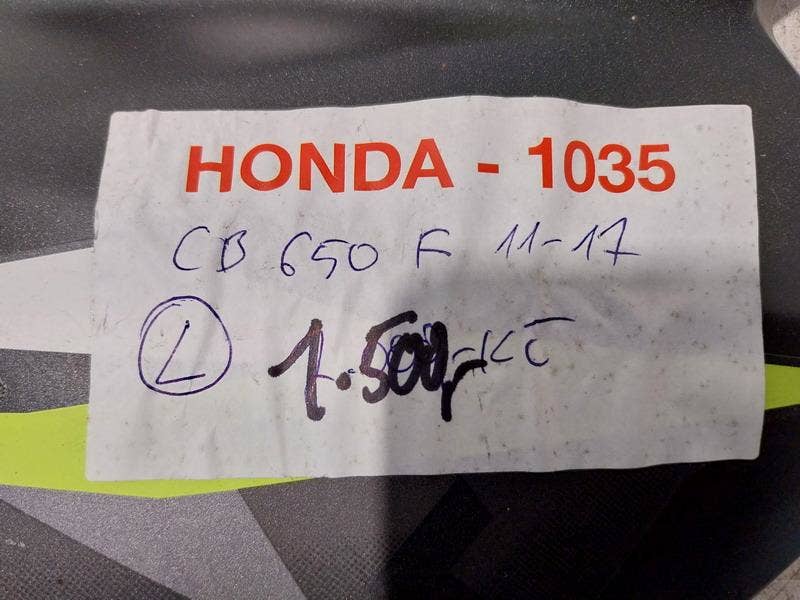 HONDA - 1035
CB 650 F 11-17
L 1.500,-Kč